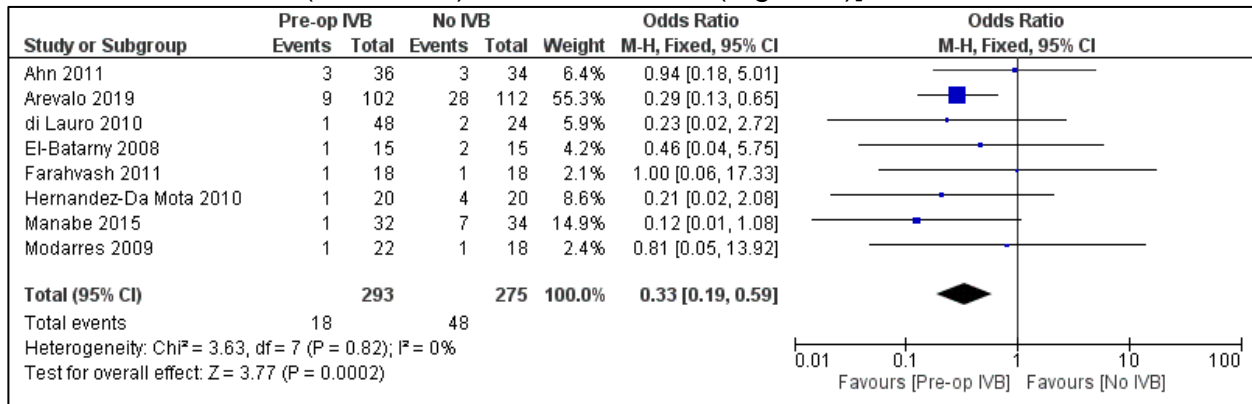 Pre-op IVB No IVB Odds Ratio Odds Ratio
Study or Subgroup Events Total Events Total Weight M-H, Fixed, 95% CI M-H, Fixed, 95% CI
Ahn 2011 3 36 3 34 6.4% 0.94 [0.18, 5.01]
Arevalo 2019 9 102 28 112 55.3% 0.29 [0.13, 0.65]
di Lauro 2010 1 48 2 24 5.9% 0.23 [0.02, 2.72]
El-Batarny 2008 1 15 2 15 4.2% 0.46 [0.04, 5.75]
Farahvash 2011 1 18 1 18 2.1% 1.00 [0.06, 17.33]
Hernandez-Da Mota 2010 1 20 4 20 8.6% 0.21 [0.02, 2.08]
Manabe 2015 1 32 7 34 14.9% 0.12 [0.01, 1.08]
Modarres 2009 1 22 1 18 2.4% 0.81 [0.05, 13.92]
Total (95% CI) 293 275 100.0% 0.33 [0.19, 0.59]
Total events 18 48
Heterogeneity: Chi² = 3.63, df = 7 (P = 0.82); I² = 0%
Test for overall effect: Z = 3.77 (P = 0.0002)
0.01 0.1 1 10 100
Favours [Pre-op IVB] Favours [No IVB]